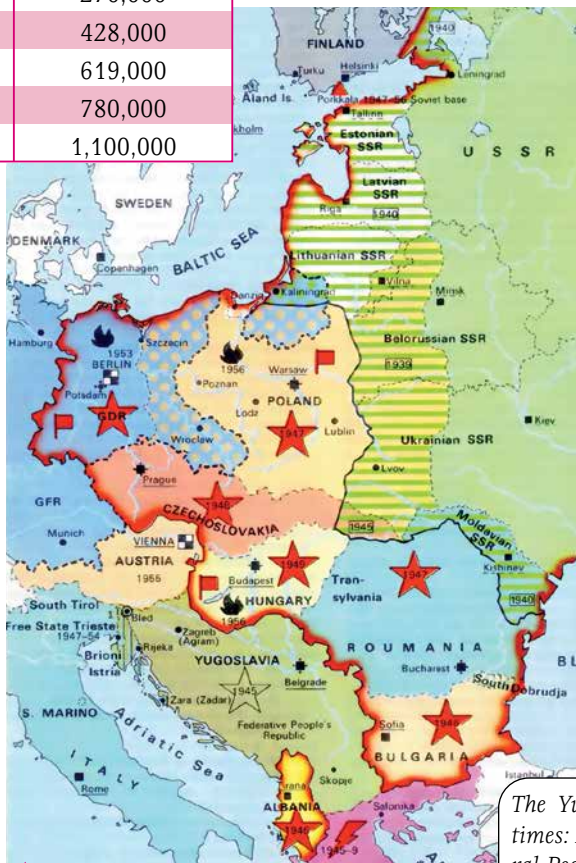 428,000
619,000
780,000
1,100,000
1940
FINLAND
Turku
Helsinki
Leningrad
Åland Is.
Porkkala 1947-56 Soviet base
Tallinn
Estonian
SSR
USSR
Latvian
SSR
Riga
1940
SWEDEN
DENMARK
Copenhagen
BALTIC SEA
Lithuanian SSR
Vilna
Kaliningrad
Danzig
Minsk
Hamburg
1953
BERLIN
Szczecin
1956
Warsaw
Belorussian SSR
1939
Potsdam
Poznan
POLAND
GDR
Lodz
1947
Lublin
Wroclaw
Ukrainian SSR
Kiev
Lvov
Prague
GFR
1948
CZECHOSLOVAKIA
1945
Munich
VIENNA
AUSTRIA
1955
Moldavian
SSR
Kishinev
1940
Budapest
1949
HUNGARY
1956
Tran-
sylvania
1947
South Tirol
Free State Trieste
1947-54
Bled
Zagreb
(Agram)
Rijeka
Brioni
Istria
YUGOSLAVIA
1945
Belgrade
ROUMANIA
Bucharest
South Dobrudja
Zara (Zadar)
Federative People's
Republic
S. MARINO
Adriatic Sea
ITALY
Rome
Sofia
1946
BULGARIA
Skopje
Istanbul
ALBANIA
1946
Salonika
1945-9
The Yu
times: